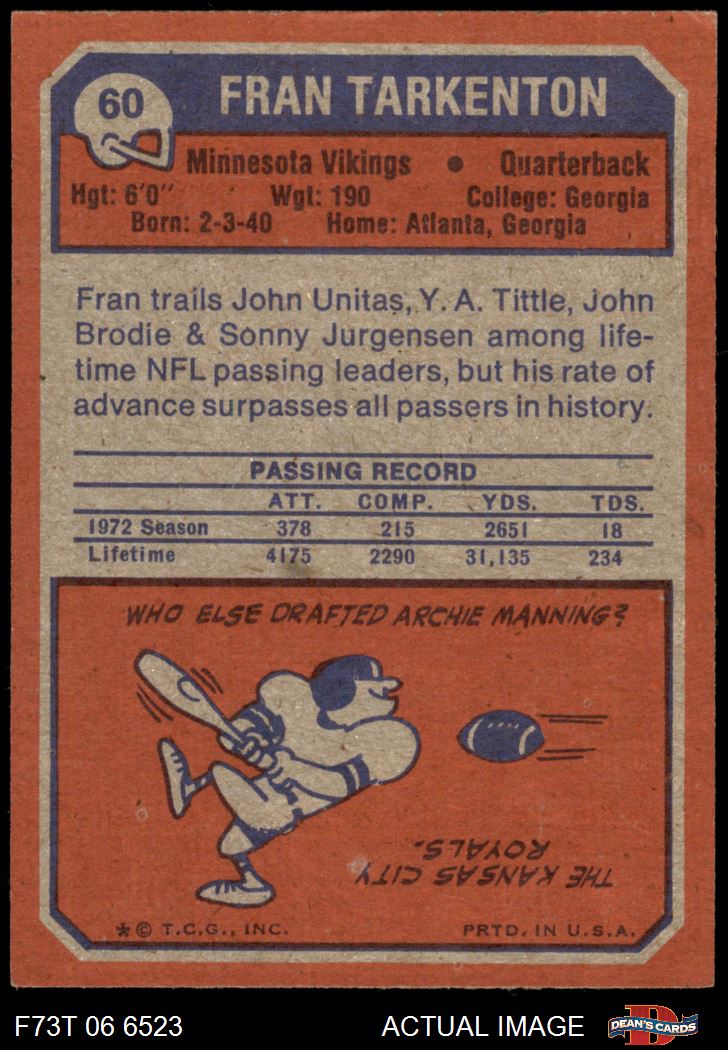 60
FRAN TARKENTON
Minnesota Vikings • Quarterback
Hgt: 6'0" Wgt: 190 College: Georgia
Born: 2-3-40 Home: Atlanta, Georgia
Fran trails John Unitas, Y. A. Tittle, John
Brodie & Sonny Jurgensen among life-
time NFL passing leaders, but his rate of
advance surpasses all passers in history.
PASSING RECORD
ATT. COMP. YDS. TDS.
1972 Season 378 215 2651 18
Lifetime 4175 2290 31,135 234
WHO ELSE DRAFTED ARCHIE MANNING?
THE KANSAS CITY
ROYALS.
* © T.C.G., INC. PRTD. IN U.S.A.
F73T 06 6523 ACTUAL IMAGE D DEAN'S CARDS